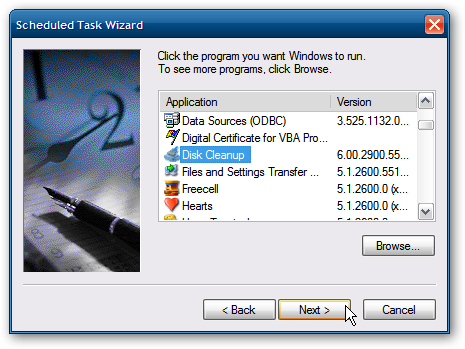 Scheduled Task Wizard
Click the program you want Windows to run.
To see more programs, click Browse.
Application Version
Data Sources (ODBC) 3.525.1132.0...
Digital Certificate for VBA Pro...
Disk Cleanup 6.00.2900.55...
Files and Settings Transfer ... 5.1.2600.551...
Freecell 5.1.2600.0 (x...
Hearts 5.1.2600.0 (x...
Browse...
< Back Next > Cancel